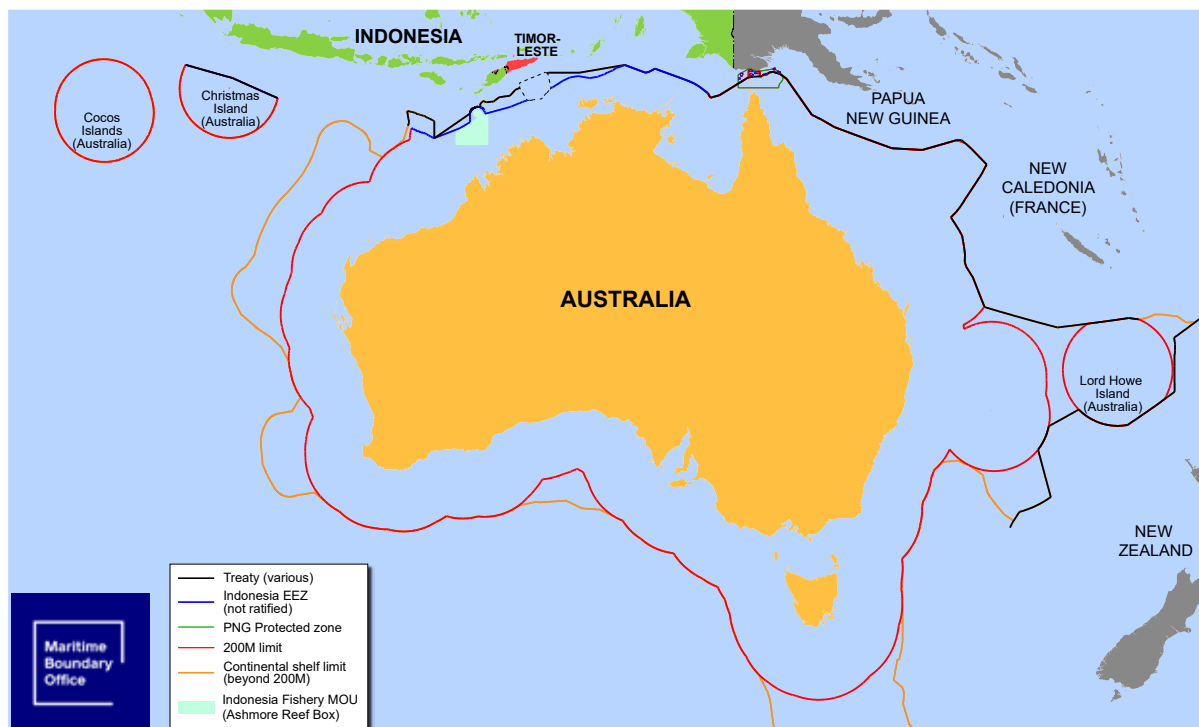 INDONESIA
TIMOR-
LESTE
Cocos
Islands
(Australia)
Christmas
Island
(Australia)
PAPUA
NEW GUINEA
NEW
CALEDONIA
(FRANCE)
AUSTRALIA
Lord Howe
Island
(Australia)
NEW
ZEALAND
Treaty (various)
Indonesia EEZ
(not ratified)
PNG Protected zone
200M limit
Continental shelf limit
(beyond 200M)
Indonesia Fishery MOU
(Ashmore Reef Box)
Maritime
Boundary
Office